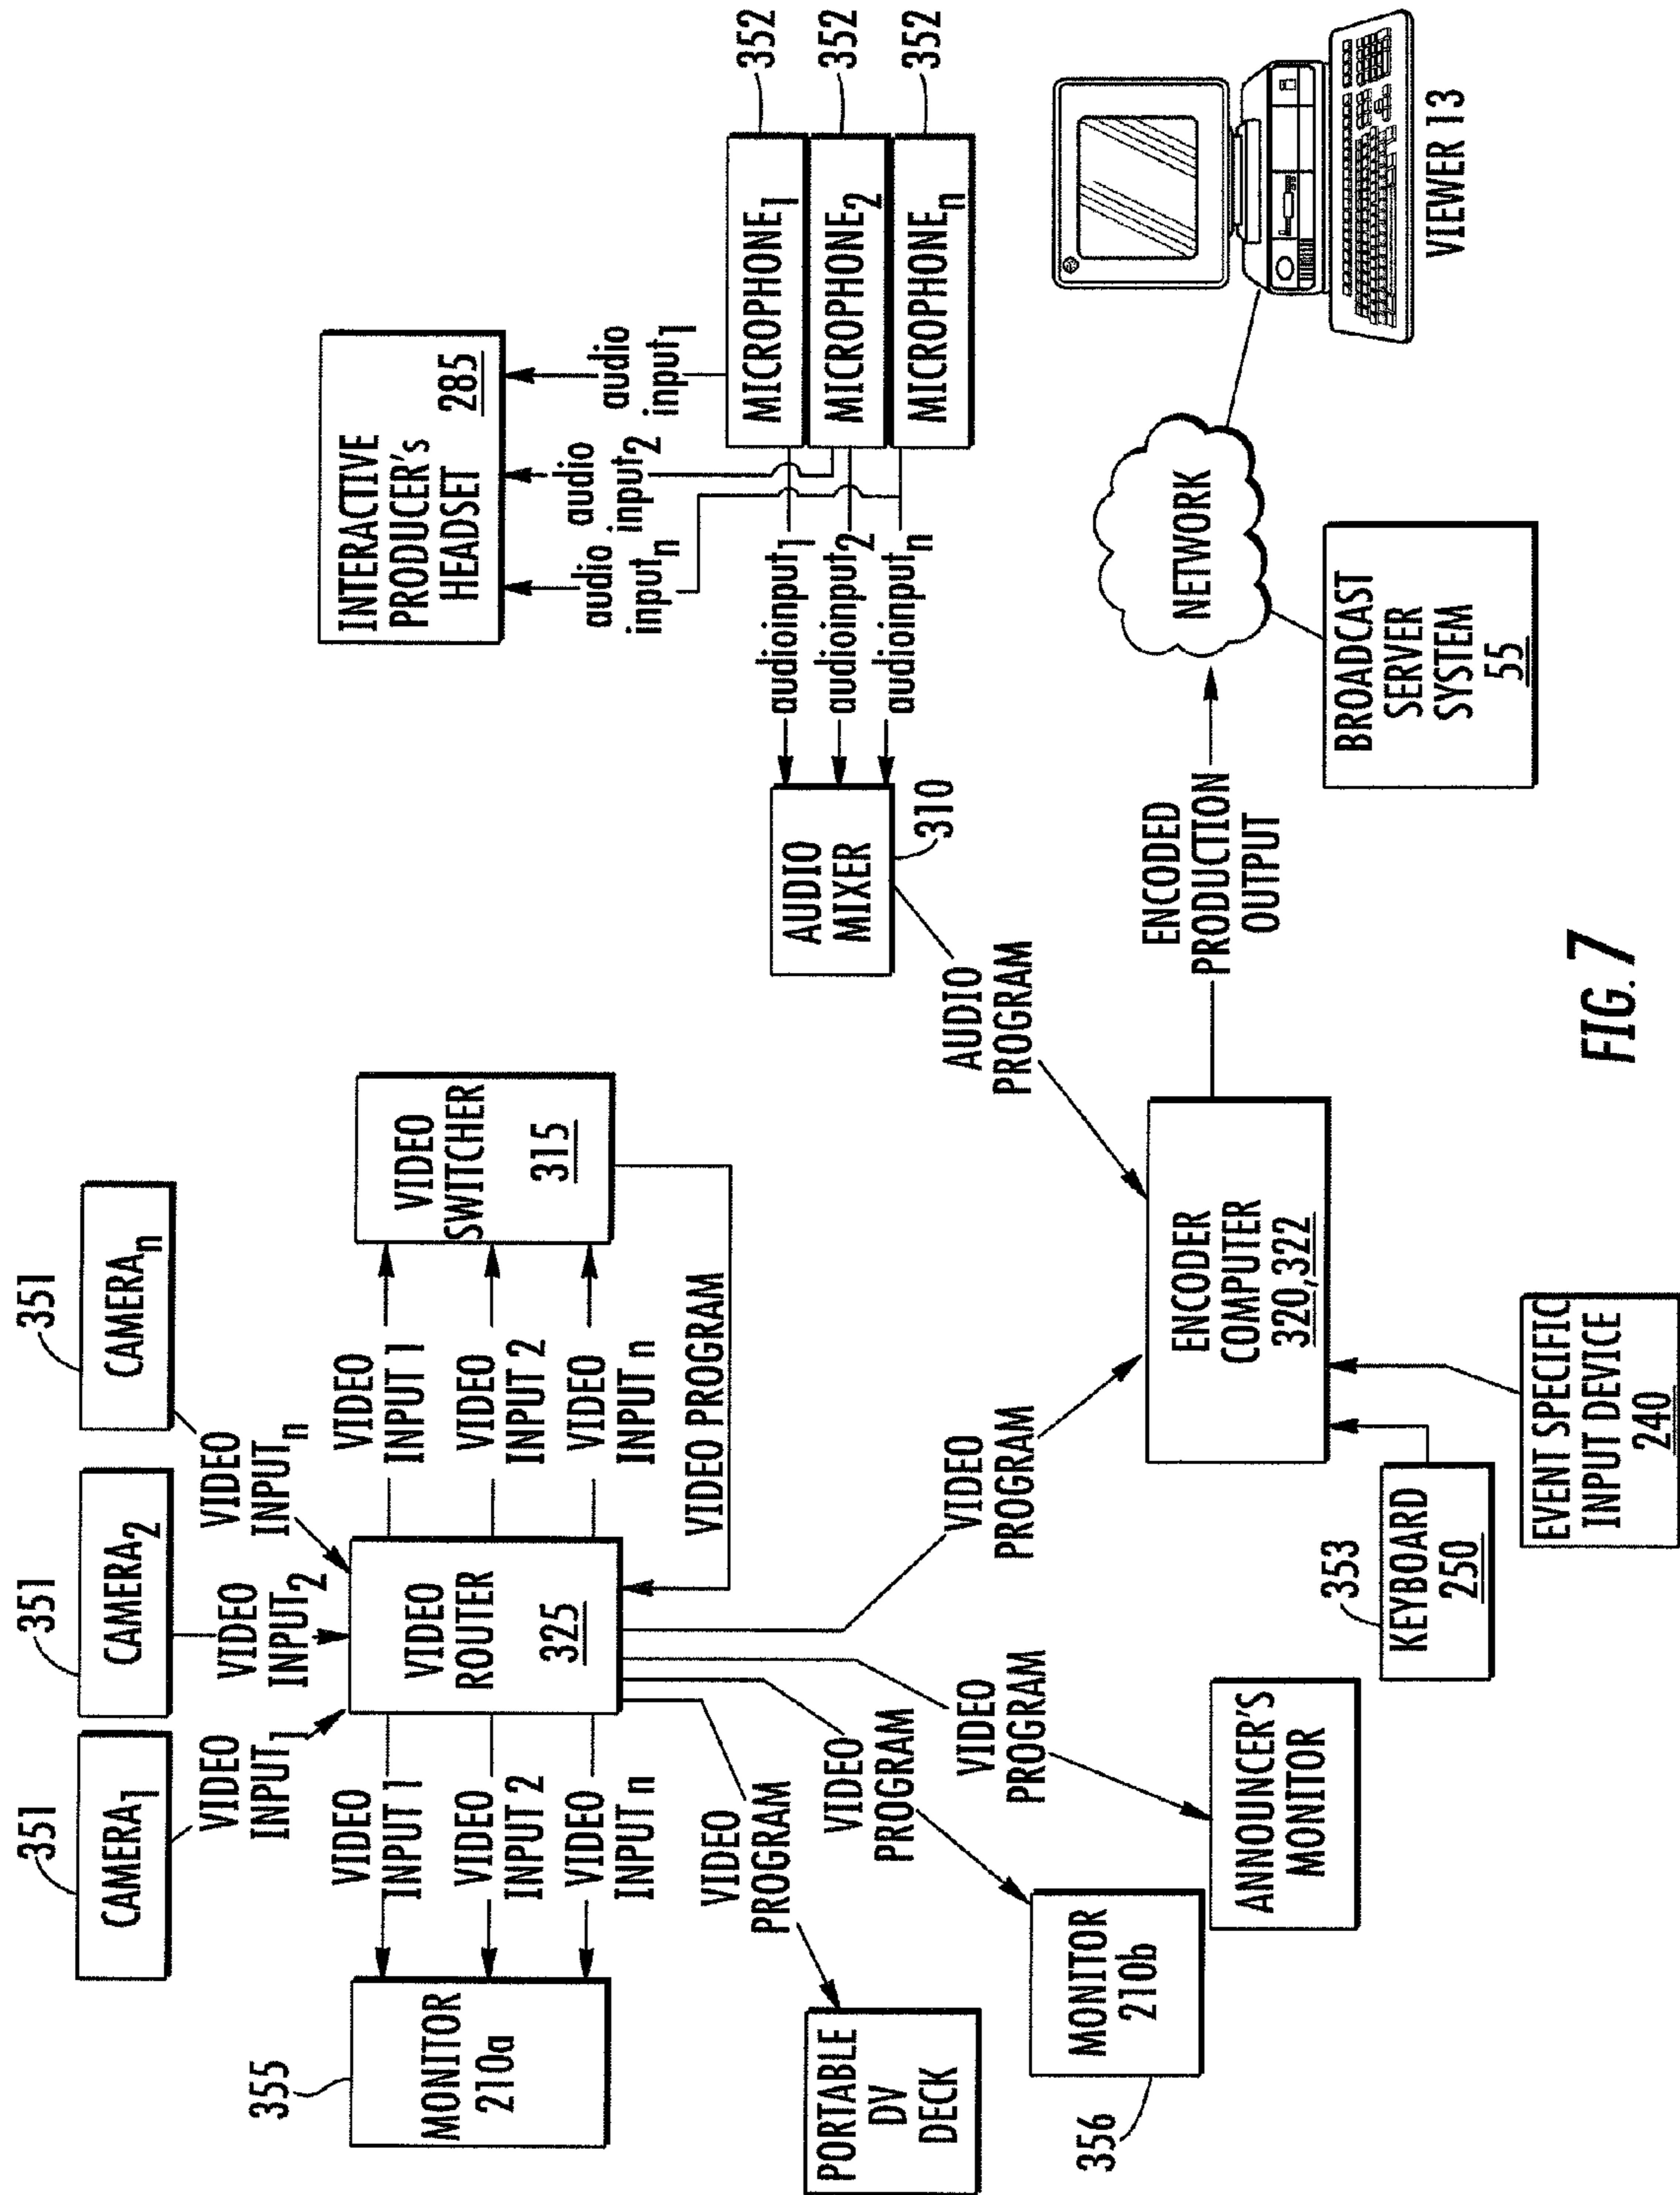 351
CAMERA1
351
CAMERA2
351
CAMERAn
VIDEO
INPUT1
VIDEO
INPUT2
VIDEO
INPUTn
355
MONITOR
210a
VIDEO
INPUT 1
VIDEO
INPUT 2
VIDEO
INPUT n
VIDEO
ROUTER
325
VIDEO
INPUT 1
VIDEO
INPUT 2
VIDEO
INPUT n
VIDEO
SWITCHER
315
VIDEO PROGRAM
INTERACTIVE
PRODUCER's
HEADSET
285
audio
inputn
audio
input2
audio
input1
352
MICROPHONE1
352
MICROPHONE2
352
MICROPHONEn
audioinput1
audioinput2
audioinputn
AUDIO
MIXER
310
AUDIO
PROGRAM
VIDEO
PROGRAM
PORTABLE
DV
DECK
VIDEO
PROGRAM
MONITOR
210b
356
VIDEO
PROGRAM
ANNOUNCER'S
MONITOR
VIDEO
PROGRAM
ENCODER
COMPUTER
320,322
353
KEYBOARD
250
EVENT SPECIFIC
INPUT DEVICE
240
ENCODED
PRODUCTION
OUTPUT
NETWORK
BROADCAST
SERVER
SYSTEM
55
VIEWER 13
FIG. 7